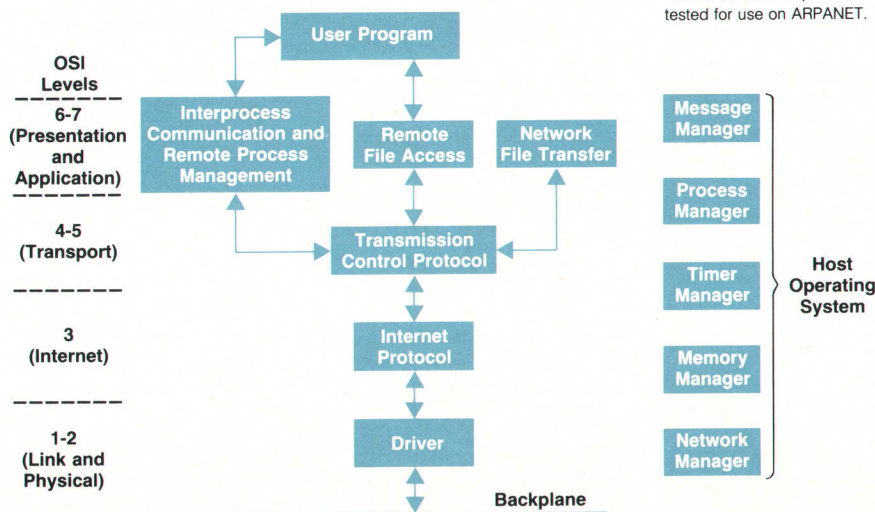 tested for use on ARPANET.
User Program
OSI
Levels
6-7
(Presentation
and
Application)
Interprocess
Communication and
Remote Process
Management
Remote
File Access
Network
File Transfer
4-5
(Transport)
Transmission
Control Protocol
3
(Internet)
Internet
Protocol
1-2
(Link and
Physical)
Driver
Backplane
Message
Manager
Process
Manager
Timer
Manager
Memory
Manager
Network
Manager
Host
Operating
System